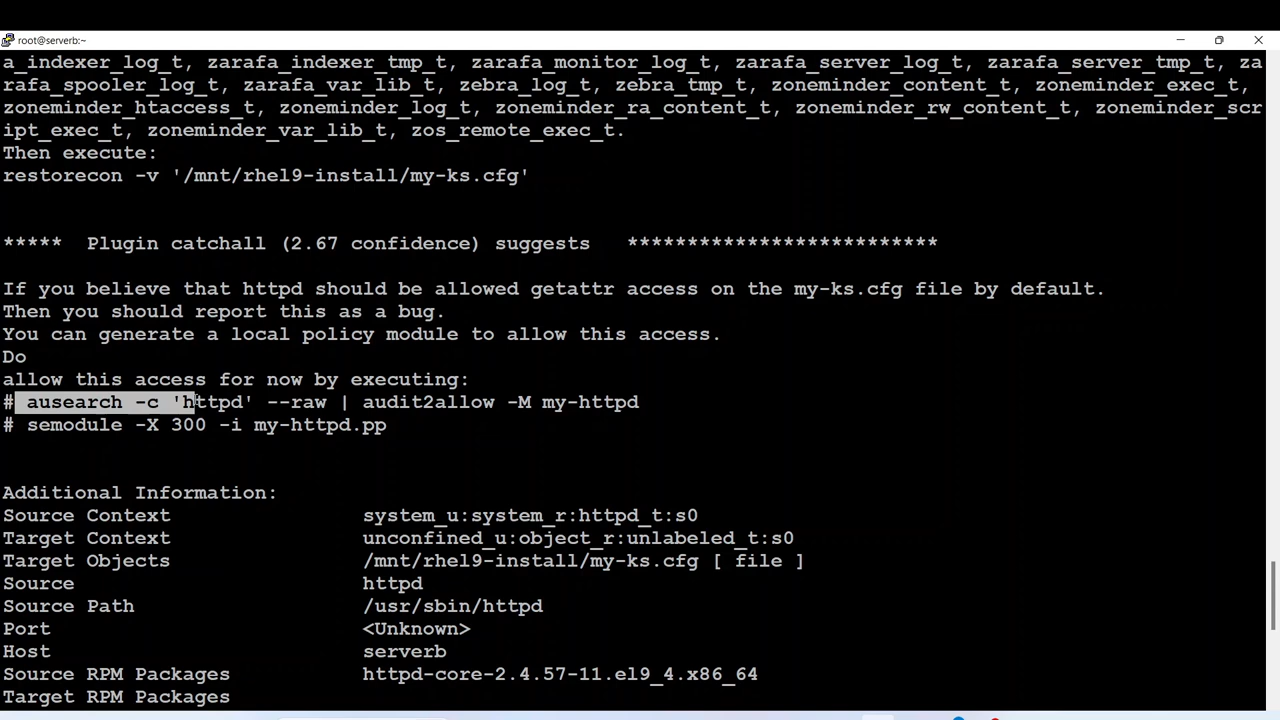 root@serverb:~
a_indexer_log_t, zarafa_indexer_tmp_t, zarafa_monitor_log_t, zarafa_server_log_t, zarafa_server_tmp_t, za
rafa_spooler_log_t, zarafa_var_lib_t, zebra_log_t, zebra_tmp_t, zoneminder_content_t, zoneminder_exec_t,
zoneminder_htaccess_t, zoneminder_log_t, zoneminder_ra_content_t, zoneminder_rw_content_t, zoneminder_scr
ipt_exec_t, zoneminder_var_lib_t, zos_remote_exec_t.
Then execute:
restorecon -v '/mnt/rhel9-install/my-ks.cfg'
*****  Plugin catchall (2.67 confidence) suggests   **************************
If you believe that httpd should be allowed getattr access on the my-ks.cfg file by default.
Then you should report this as a bug.
You can generate a local policy module to allow this access.
Do
allow this access for now by executing:
# ausearch -c 'httpd' --raw | audit2allow -M my-httpd
# semodule -X 300 -i my-httpd.pp
Additional Information:
Source Context                system_u:system_r:httpd_t:s0
Target Context                unconfined_u:object_r:unlabeled_t:s0
Target Objects                /mnt/rhel9-install/my-ks.cfg [ file ]
Source                        httpd
Source Path                   /usr/sbin/httpd
Port                          <Unknown>
Host                          serverb
Source RPM Packages           httpd-core-2.4.57-11.el9_4.x86_64
Target RPM Packages